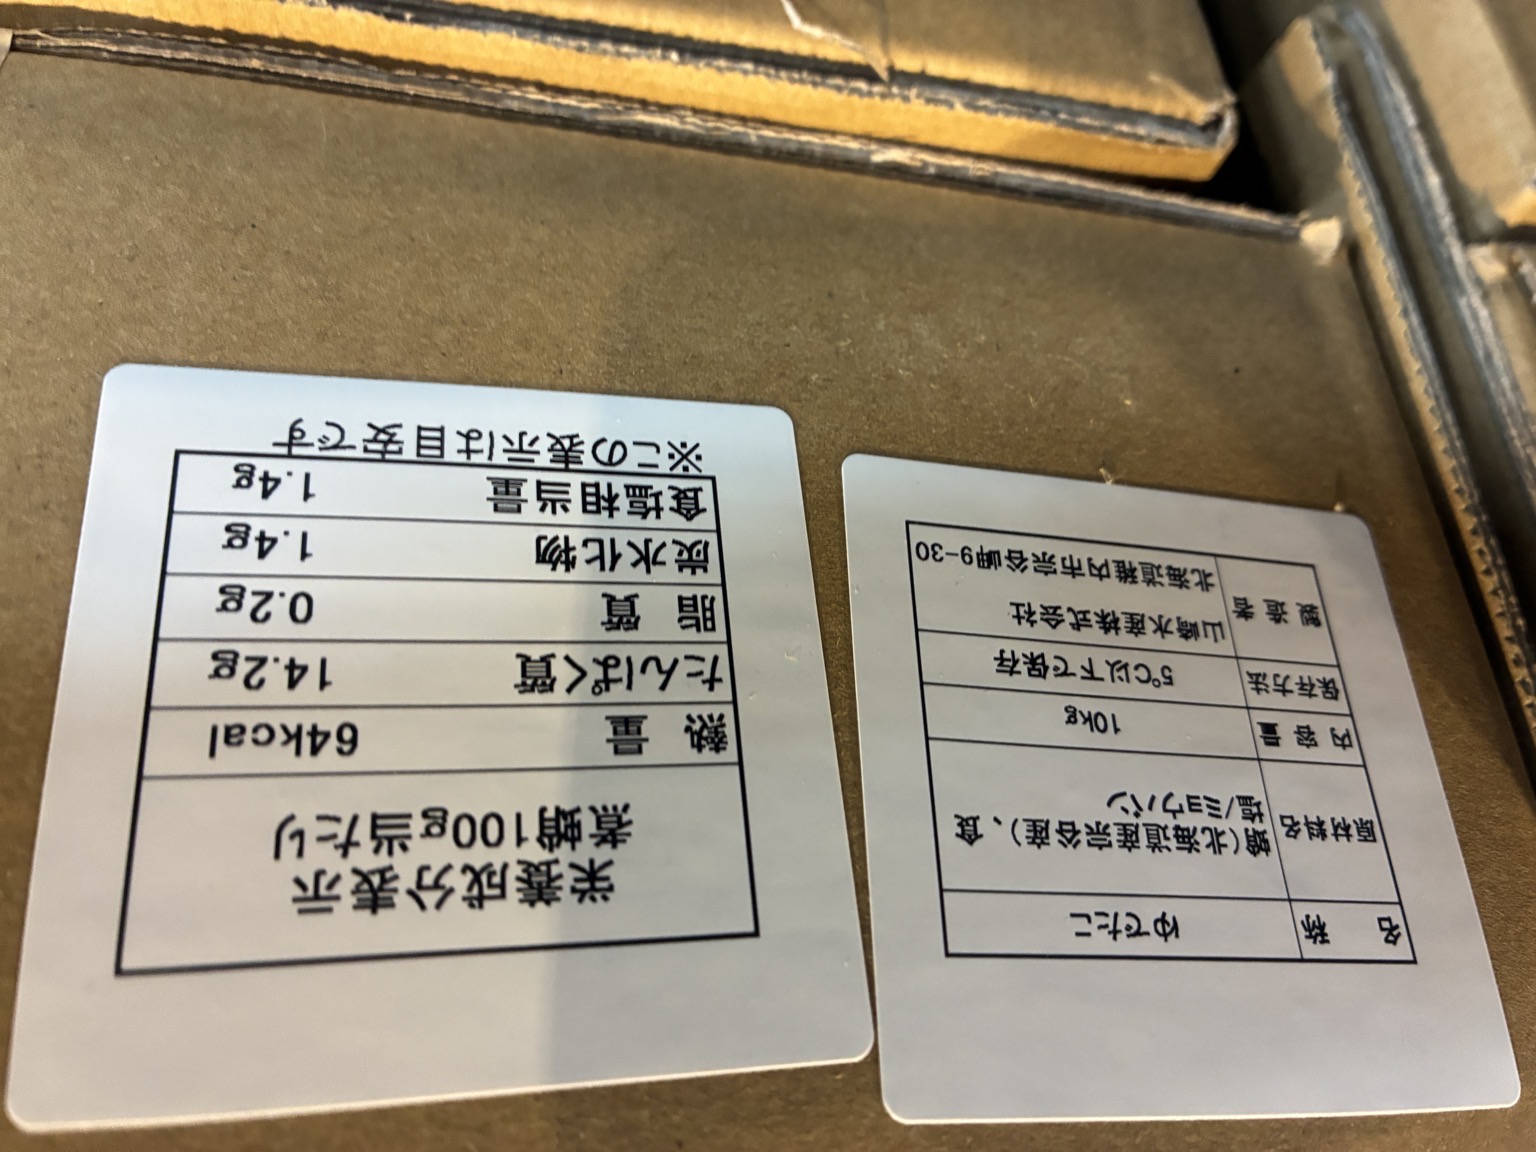 名 称 ゆでたこ
原材料名 鮹(北海道産宗谷産)、食
塩/ミョウバン
内容量 10kg
保存方法 5℃以下で保存
製造者 山﨑水産株式会社
北海道稚内市宗谷岬9-30
栄養成分表示
煮蛸100g当たり
熱 量 64kcal
たんぱく質 14.2g
脂 質 0.2g
炭水化物 1.4g
食塩相当量 1.4g
※この表示は目安です